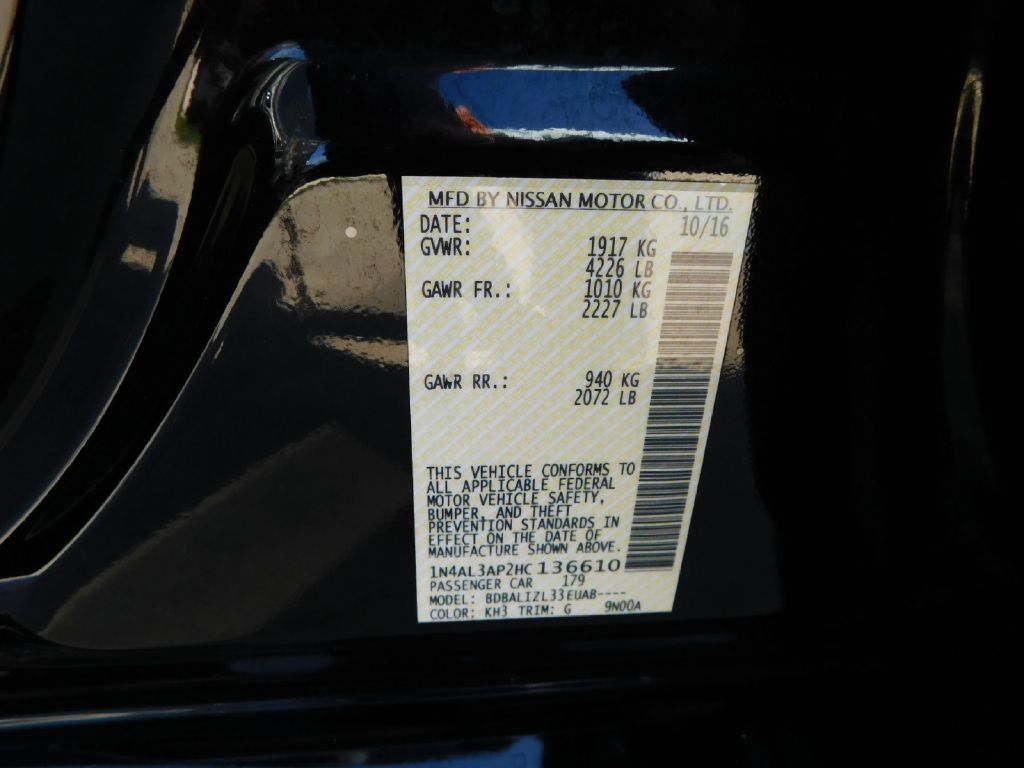 MFD BY NISSAN MOTOR CO., LTD.
DATE: 10/16
GVWR: 1917 KG
4226 LB
GAWR FR.: 1010 KG
2227 LB
GAWR RR.: 940 KG
2072 LB
THIS VEHICLE CONFORMS TO
ALL APPLICABLE FEDERAL
MOTOR VEHICLE SAFETY,
BUMPER, AND THEFT
PREVENTION STANDARDS IN
EFFECT ON THE DATE OF
MANUFACTURE SHOWN ABOVE.
1N4AL3AP2HC136610
PASSENGER CAR 179
MODEL: BDBALIZL33EUAB----
COLOR: KH3 TRIM: G 9N00A